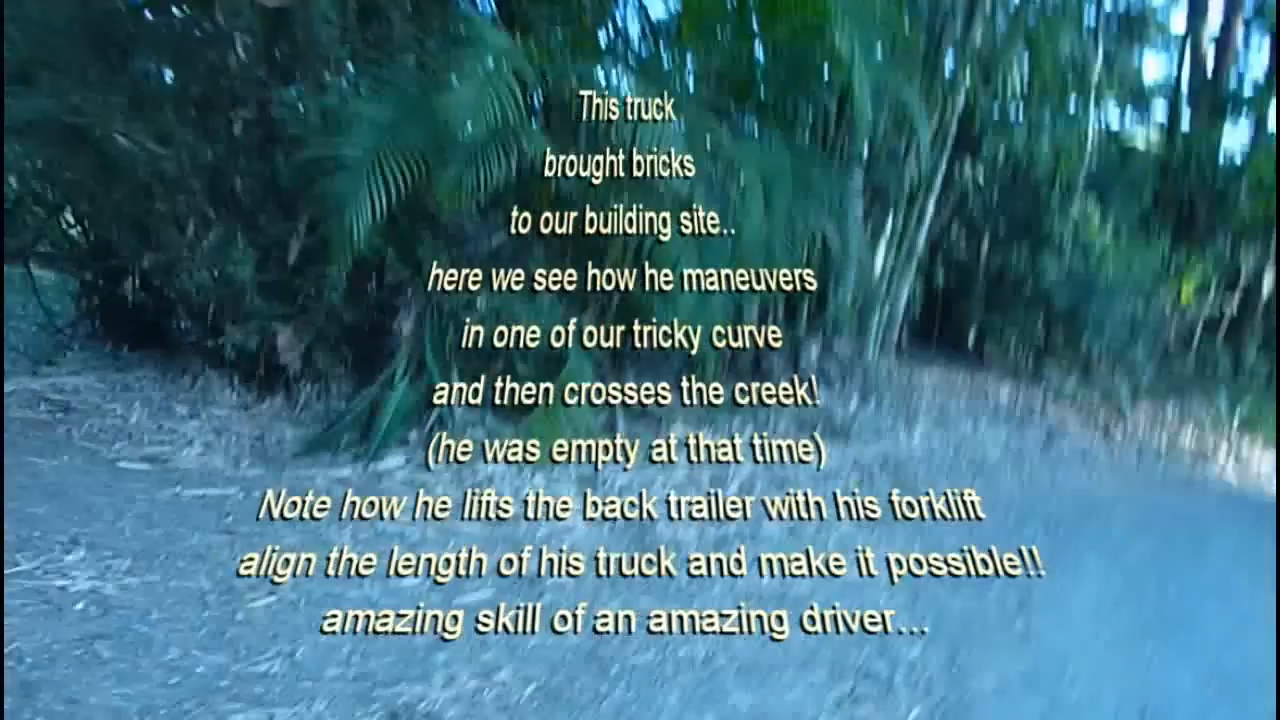 This truck
brought bricks
to our building site..
here we see how he maneuvers
in one of our tricky curve
and then crosses the creek!
(he was empty at that time)
Note how he lifts the back trailer with his forklift
align the length of his truck and make it possible!!
amazing skill of an amazing driver...